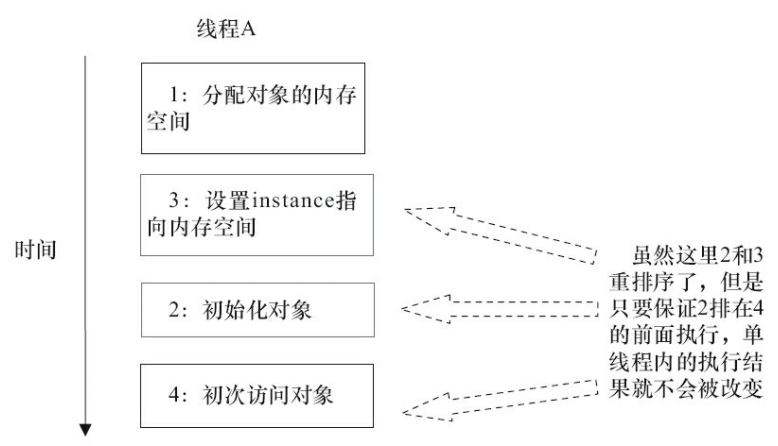 线程A
1：分配对象的内存
空间
3：设置instance指
向内存空间
时间
2：初始化对象
4：初次访问对象
虽然这里2和3
重排序了，但是
只要保证2排在4
的前面执行，单
线程内的执行结
果就不会被改变